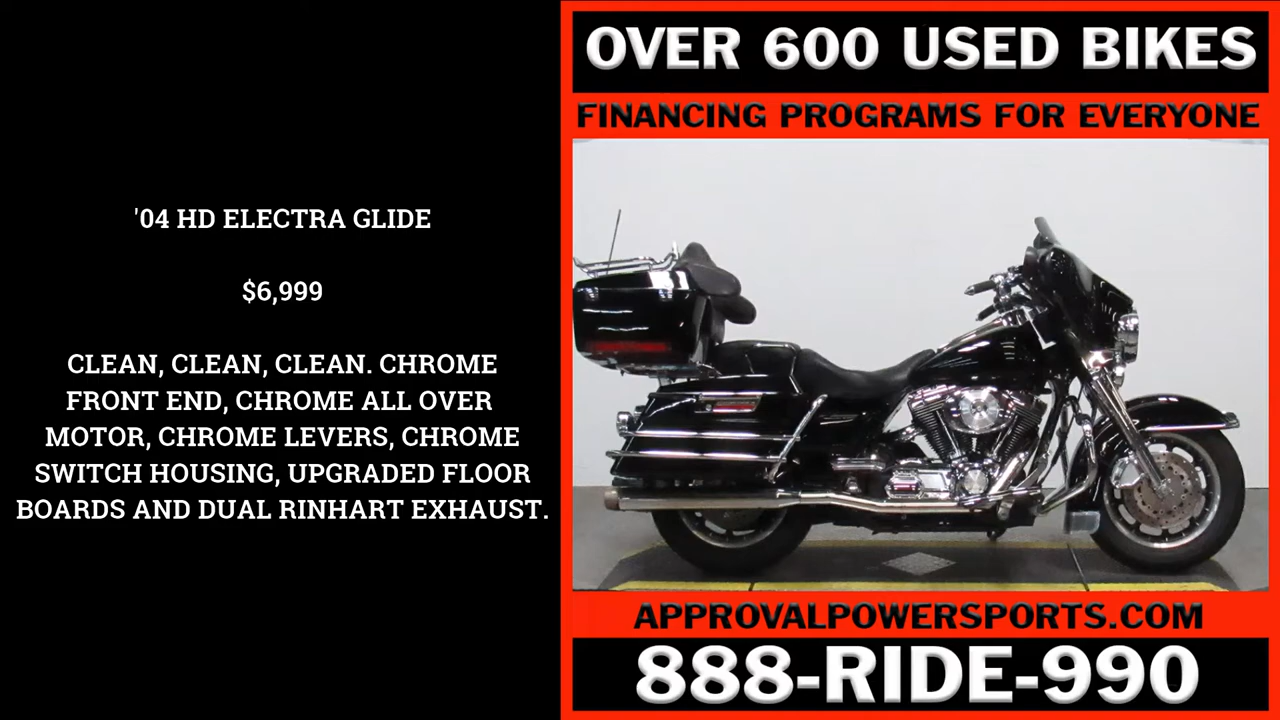 '04 HD ELECTRA GLIDE
$6,999
CLEAN, CLEAN, CLEAN. CHROME
FRONT END, CHROME ALL OVER
MOTOR, CHROME LEVERS, CHROME
SWITCH HOUSING, UPGRADED FLOOR
BOARDS AND DUAL RINHART EXHAUST.
OVER 600 USED BIKES
FINANCING PROGRAMS FOR EVERYONE
APPROVALPOWERSPORTS.COM
888-RIDE-990